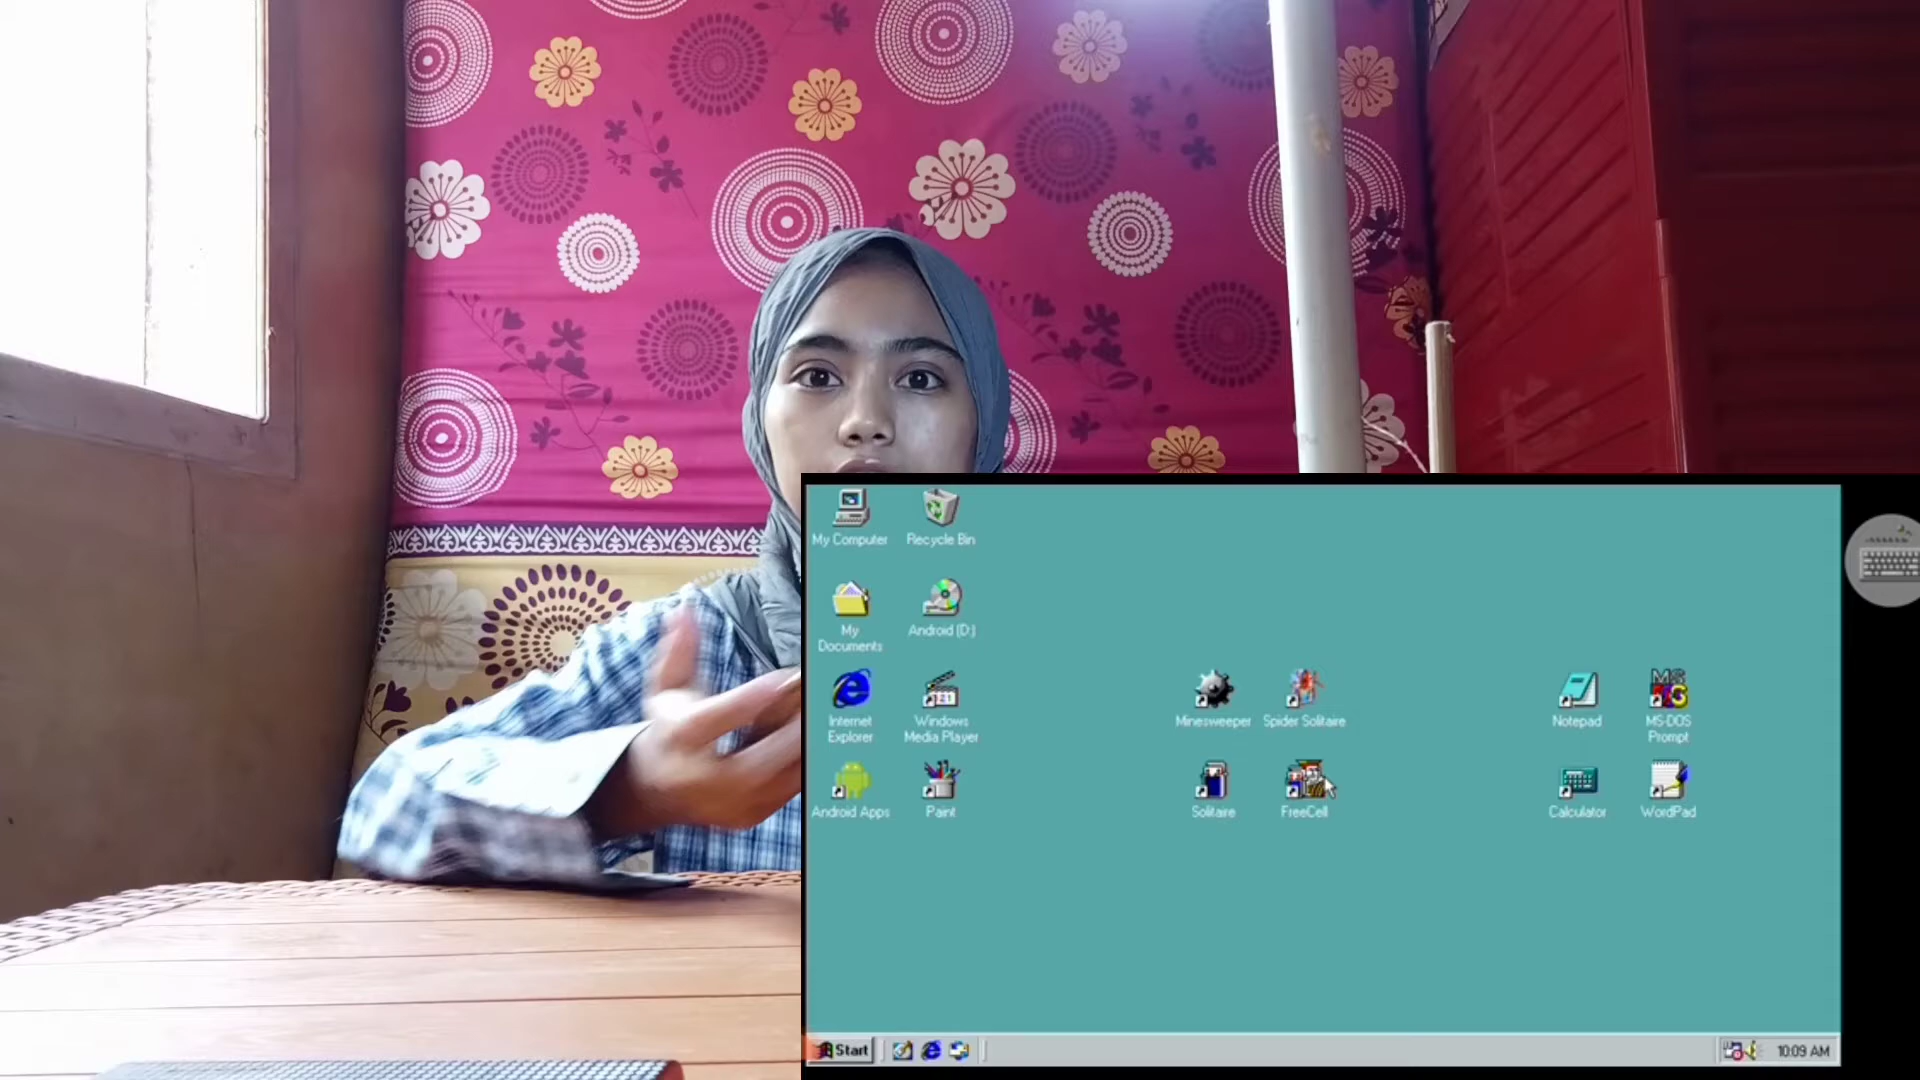 My Computer
Recycle Bin
My
Documents
Android (D:)
Internet
Explorer
Windows
Media Player
Minesweeper
Spider Solitaire
Notepad
MS-DOS
Prompt
Android Apps
Paint
Solitaire
FreeCell
Calculator
WordPad
Start
10:09 AM